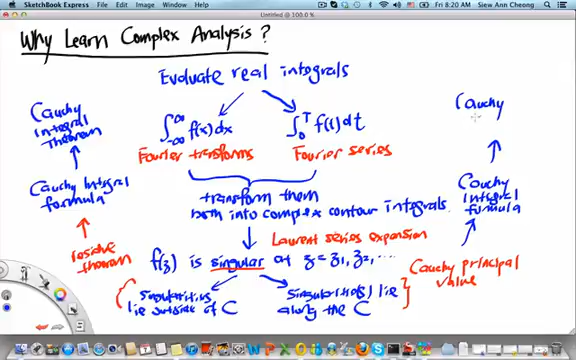 SketchBook Express File Edit Image Window Help Fri 8:20 AM Siew Ann Cheong
Untitled @ 100.0 %
Why Learn Complex Analysis?
Evaluate real integrals
∫_{-∞}^{∞} f(x)dx
∫_0^T f(t)dt
Fourier transforms
Fourier series
transform them
both into complex contour integrals.
Laurent series expansion
f(z) is singular at z = z1, z2, ...
Cauchy
Integral
Theorem
Cauchy Integral
formula
residue
theorem
Singularities
lie outside of C
Singularit(ies) lie
along the C
Cauchy
Cauchy
integral
formula
Cauchy principal
value